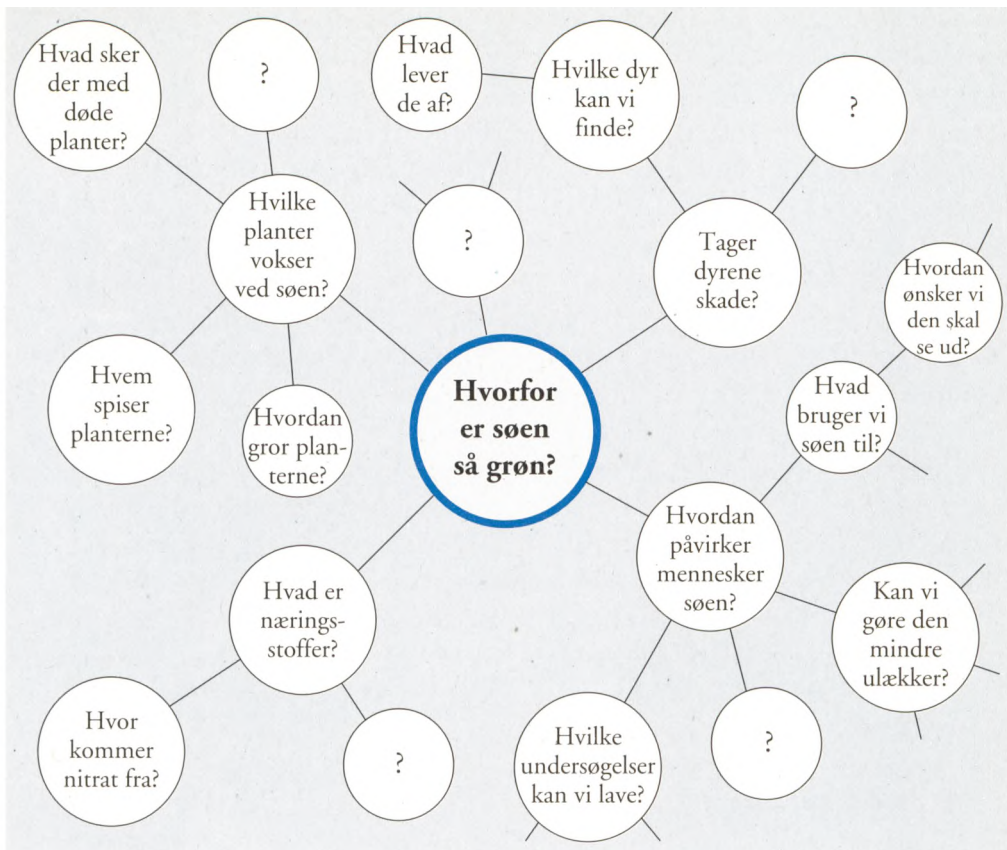 Hvad sker
der med
døde
planter?
?
Hvad
lever
de af?
Hvilke dyr
kan vi
finde?
?
Hvilke
planter
vokser
ved søen?
?
Tager
dyrene
skade?
Hvordan
ønsker vi
den skal
se ud?
Hvem
spiser
planterne?
Hvordan
gror plan-
terne?
Hvorfor
er søen
så grøn?
Hvad
bruger vi
søen til?
Hvad er
nærings-
stoffer?
Hvordan
påvirker
mennesker
søen?
Kan vi
gøre den
mindre
ulækker?
Hvor
kommer
nitrat fra?
?
Hvilke
undersøgelser
kan vi lave?
?